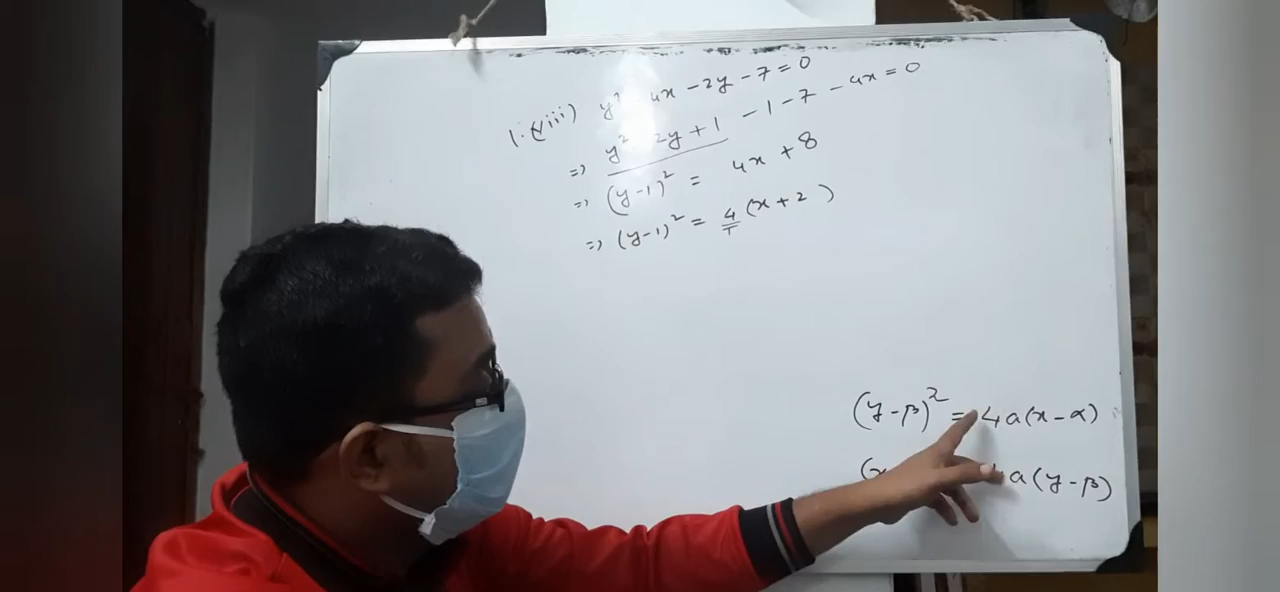 1. (viii) y² 4x - 2y - 7 = 0
=> y² 2y + 1 - 1 - 7 - 4x = 0
=> (y - 1)² = 4x + 8
=> (y - 1)² = 4/1 (x + 2)
(y - β)² = 4a(x - α)
(x a(y - β)